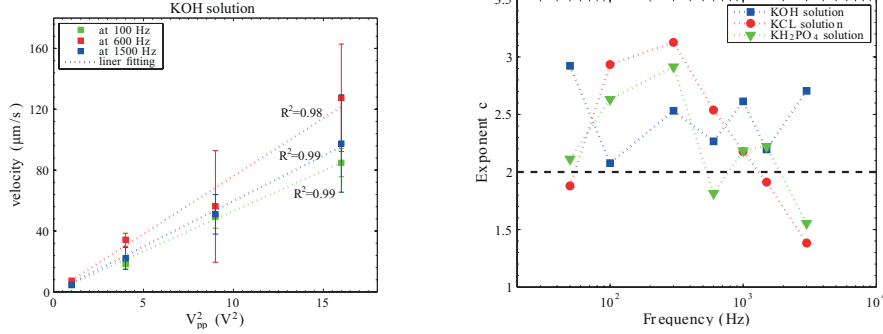 KOH solution
at 100 Hz
at 600 Hz
at 1500 Hz
liner fitting
R²=0.98
R²=0.99
R²=0.99
velocity (μm/s)
160
120
80
40
0
0 5 10 15
V²pp (V²)
KOH solution
KCL solution
KH₂PO₄ solution
Exponent c
3
2.5
2
1.5
1
10² 10³ 10⁴
Frequency (Hz)